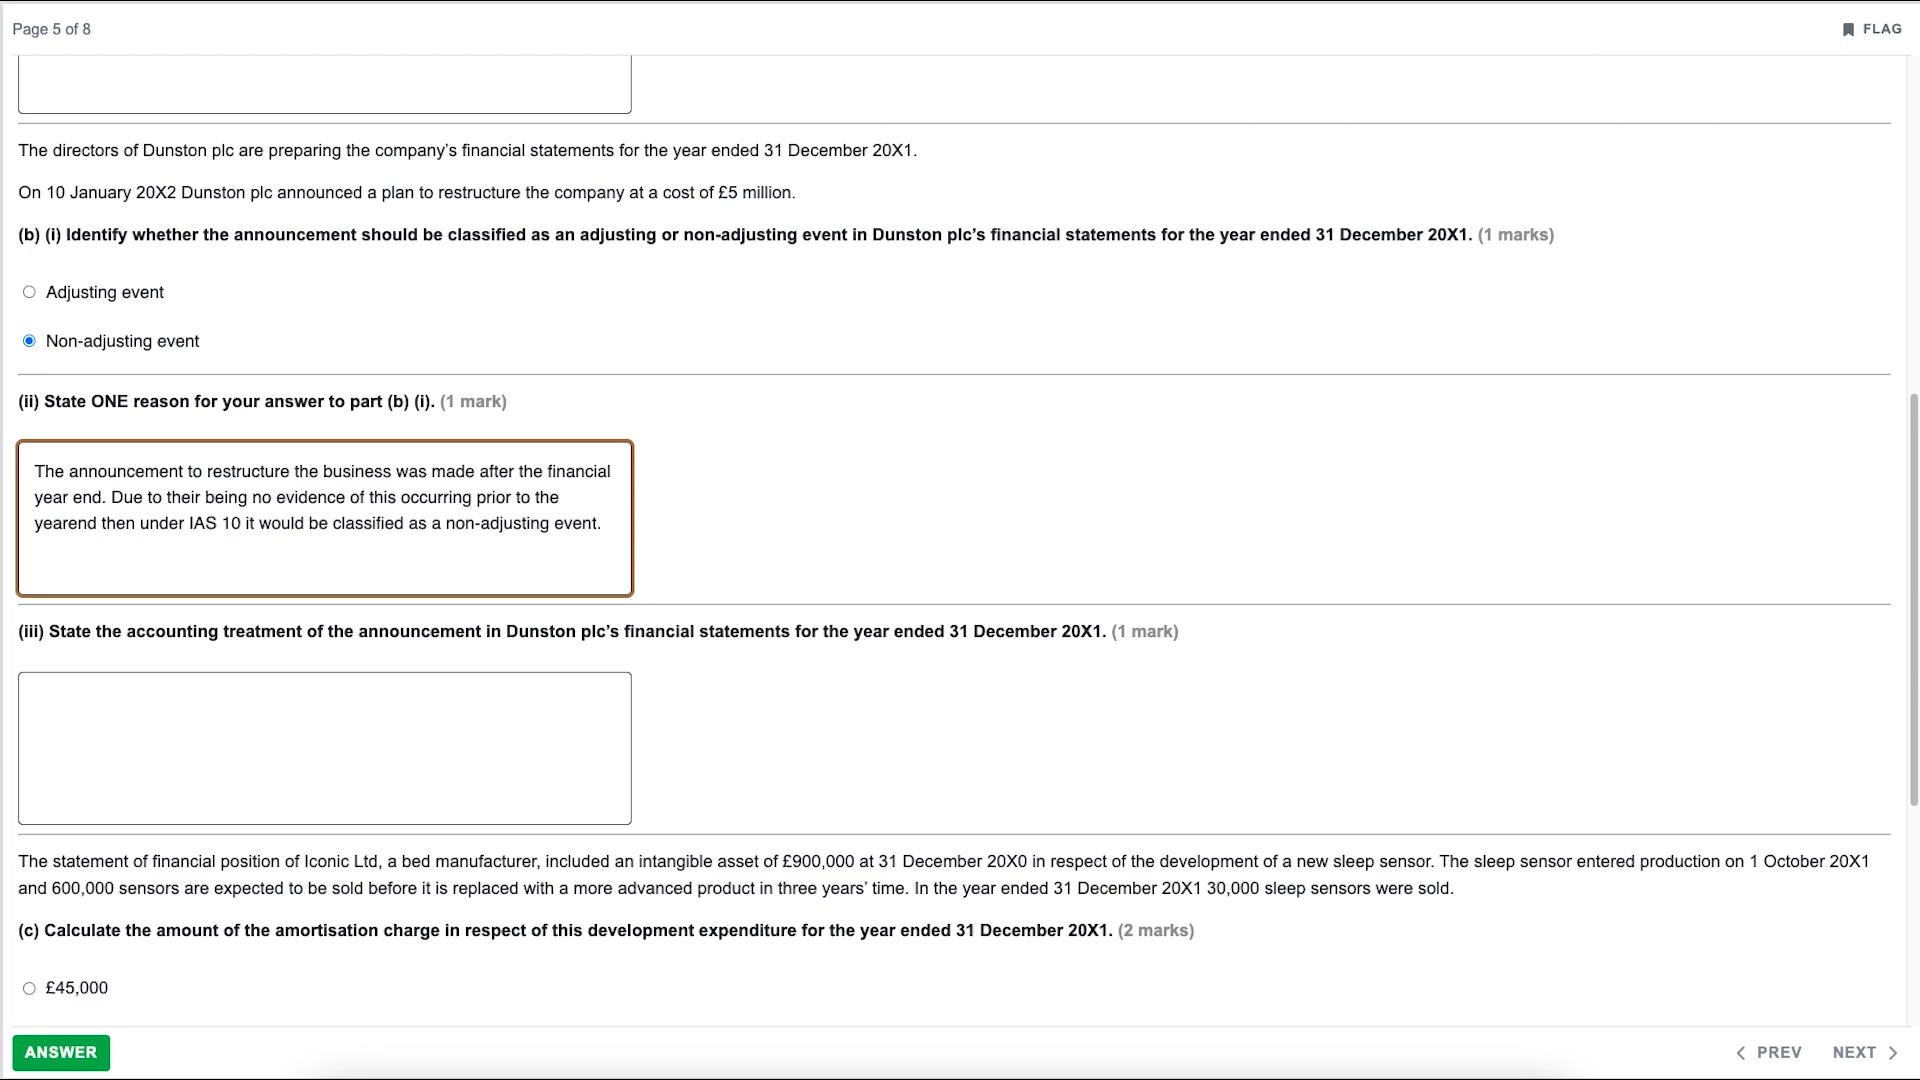 Page 5 of 8
FLAG
The directors of Dunston plc are preparing the company's financial statements for the year ended 31 December 20X1.
On 10 January 20X2 Dunston plc announced a plan to restructure the company at a cost of £5 million.
(b) (i) Identify whether the announcement should be classified as an adjusting or non-adjusting event in Dunston plc's financial statements for the year ended 31 December 20X1. (1 marks)
Adjusting event
Non-adjusting event
(ii) State ONE reason for your answer to part (b) (i). (1 mark)
The announcement to restructure the business was made after the financial
year end. Due to their being no evidence of this occurring prior to the
yearend then under IAS 10 it would be classified as a non-adjusting event.
(iii) State the accounting treatment of the announcement in Dunston plc's financial statements for the year ended 31 December 20X1. (1 mark)
The statement of financial position of Iconic Ltd, a bed manufacturer, included an intangible asset of £900,000 at 31 December 20X0 in respect of the development of a new sleep sensor. The sleep sensor entered production on 1 October 20X1
and 600,000 sensors are expected to be sold before it is replaced with a more advanced product in three years' time. In the year ended 31 December 20X1 30,000 sleep sensors were sold.
(c) Calculate the amount of the amortisation charge in respect of this development expenditure for the year ended 31 December 20X1. (2 marks)
£45,000
ANSWER
PREV
NEXT